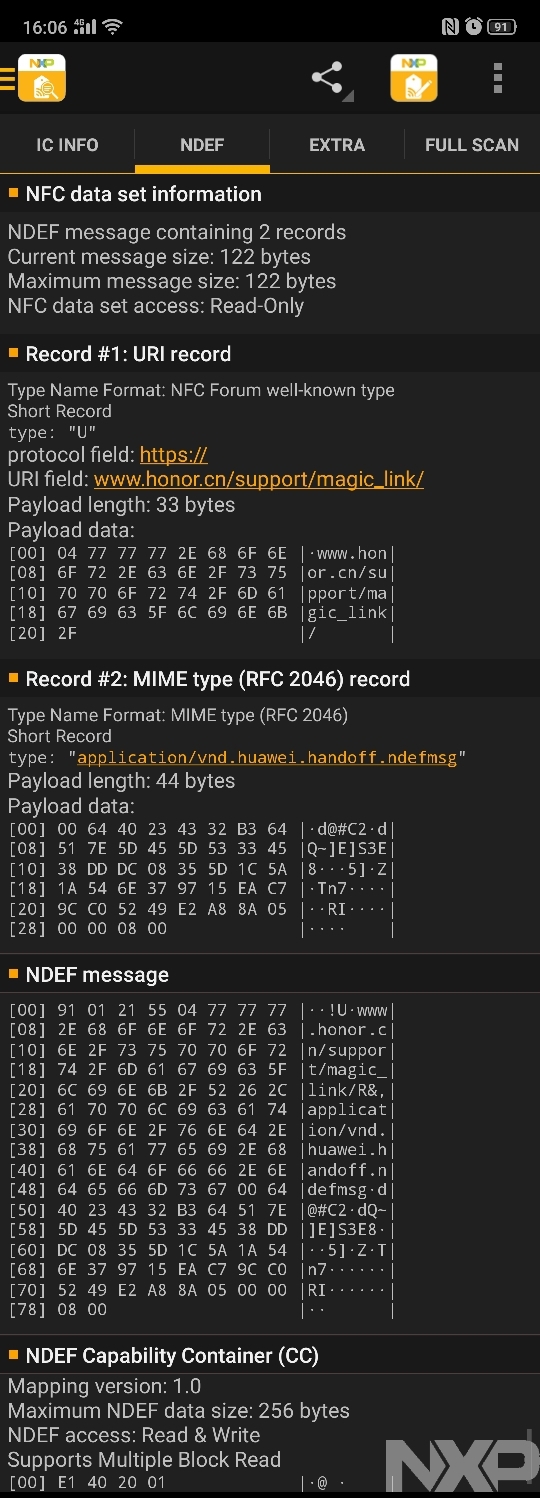 16:06 4G 91
NXP NXP
IC INFO NDEF EXTRA FULL SCAN
NFC data set information
NDEF message containing 2 records
Current message size: 122 bytes
Maximum message size: 122 bytes
NFC data set access: Read-Only
Record #1: URI record
Type Name Format: NFC Forum well-known type
Short Record
type: "U"
protocol field: https://
URI field: www.honor.cn/support/magic_link/
Payload length: 33 bytes
Payload data:
[00] 04 77 77 77 2E 68 6F 6E |·www.hon|
[08] 6F 72 2E 63 6E 2F 73 75 |or.cn/su|
[10] 70 70 6F 72 74 2F 6D 61 |pport/ma|
[18] 67 69 63 5F 6C 69 6E 6B |gic_link|
[20] 2F |/ |
Record #2: MIME type (RFC 2046) record
Type Name Format: MIME type (RFC 2046)
Short Record
type: "application/vnd.huawei.handoff.ndefmsg"
Payload length: 44 bytes
Payload data:
[00] 00 64 40 23 43 32 B3 64 |·d@#C2·d|
[08] 51 7E 5D 45 5D 53 33 45 |Q~]E]S3E|
[10] 38 DD DC 08 35 5D 1C 5A |8···5]·Z|
[18] 1A 54 6E 37 97 15 EA C7 |·Tn7····|
[20] 9C C0 52 49 E2 A8 8A 05 |··RI····|
[28] 00 00 08 00 |···· |
NDEF message
[00] 91 01 21 55 04 77 77 77 |··!U·www|
[08] 2E 68 6F 6E 6F 72 2E 63 |.honor.c|
[10] 6E 2F 73 75 70 70 6F 72 |n/suppor|
[18] 74 2F 6D 61 67 69 63 5F |t/magic_|
[20] 6C 69 6E 6B 2F 52 26 2C |link/R&,|
[28] 61 70 70 6C 69 63 61 74 |applicat|
[30] 69 6F 6E 2F 76 6E 64 2E |ion/vnd.|
[38] 68 75 61 77 65 69 2E 68 |huawei.h|
[40] 61 6E 64 6F 66 66 2E 6E |andoff.n|
[48] 64 65 66 6D 73 67 00 64 |defmsg·d|
[50] 40 23 43 32 B3 64 51 7E |@#C2·dQ~|
[58] 5D 45 5D 53 33 45 38 DD |]E]S3E8·|
[60] DC 08 35 5D 1C 5A 1A 54 |··5]·Z·T|
[68] 6E 37 97 15 EA C7 9C C0 |n7······|
[70] 52 49 E2 A8 8A 05 00 00 |RI······|
[78] 08 00 |·· |
NDEF Capability Container (CC)
Mapping version: 1.0
Maximum NDEF data size: 256 bytes
NDEF access: Read & Write
Supports Multiple Block Read
[00] E1 40 20 01 |·@ · |
NXP